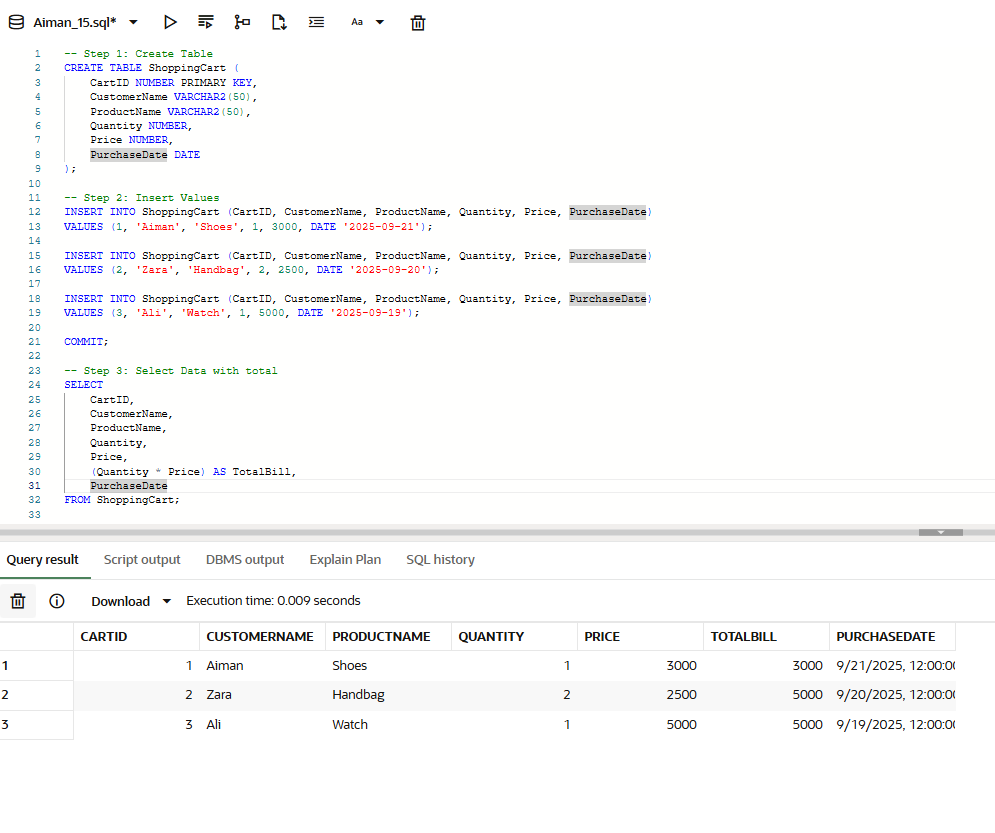 Aiman_15.sql*
Aa
1 -- Step 1: Create Table
2 CREATE TABLE ShoppingCart (
3 CartID NUMBER PRIMARY KEY,
4 CustomerName VARCHAR2(50),
5 ProductName VARCHAR2(50),
6 Quantity NUMBER,
7 Price NUMBER,
8 PurchaseDate DATE
9 );
10
11 -- Step 2: Insert Values
12 INSERT INTO ShoppingCart (CartID, CustomerName, ProductName, Quantity, Price, PurchaseDate)
13 VALUES (1, 'Aiman', 'Shoes', 1, 3000, DATE '2025-09-21');
14
15 INSERT INTO ShoppingCart (CartID, CustomerName, ProductName, Quantity, Price, PurchaseDate)
16 VALUES (2, 'Zara', 'Handbag', 2, 2500, DATE '2025-09-20');
17
18 INSERT INTO ShoppingCart (CartID, CustomerName, ProductName, Quantity, Price, PurchaseDate)
19 VALUES (3, 'Ali', 'Watch', 1, 5000, DATE '2025-09-19');
20
21 COMMIT;
22
23 -- Step 3: Select Data with total
24 SELECT
25 CartID,
26 CustomerName,
27 ProductName,
28 Quantity,
29 Price,
30 (Quantity * Price) AS TotalBill,
31 PurchaseDate
32 FROM ShoppingCart;
33
Query result Script output DBMS output Explain Plan SQL history
Download Execution time: 0.009 seconds
CARTID CUSTOMERNAME PRODUCTNAME QUANTITY PRICE TOTALBILL PURCHASEDATE
1 1 Aiman Shoes 1 3000 3000 9/21/2025, 12:00:00
2 2 Zara Handbag 2 2500 5000 9/20/2025, 12:00:00
3 3 Ali Watch 1 5000 5000 9/19/2025, 12:00:00